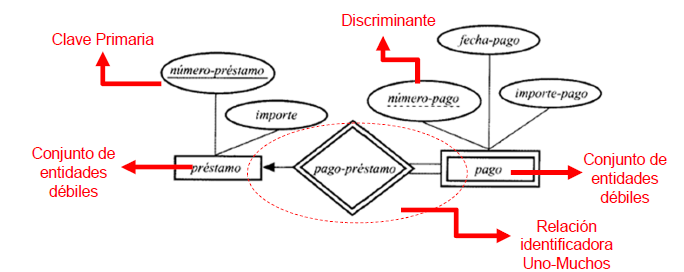 Clave Primaria
Discriminante
fecha-pago
número-préstamo
número-pago
importe-pago
importe
Conjunto de
entidades
débiles
préstamo
pago-préstamo
pago
Conjunto de
entidades
débiles
Relación
identificadora
Uno-Muchos